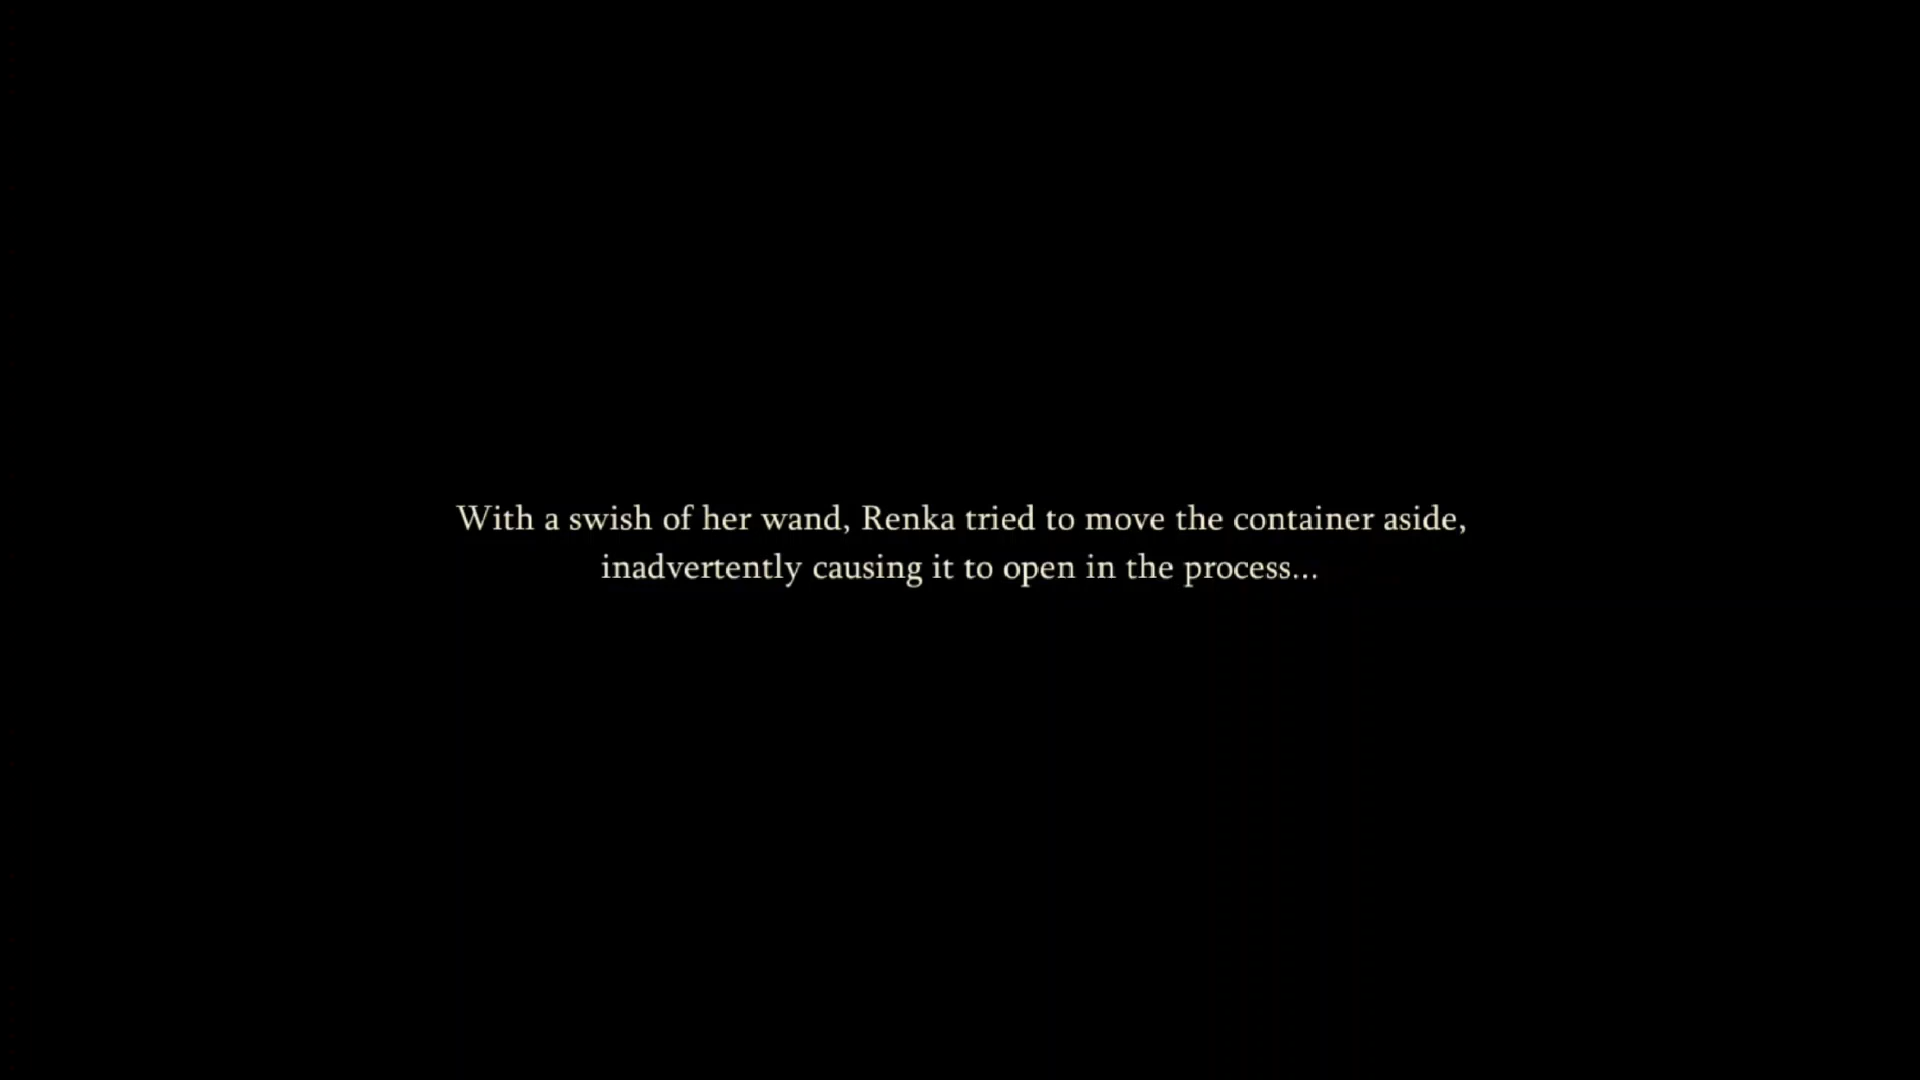 With a swish of her wand, Renka tried to move the container aside,
inadvertently causing it to open in the process...